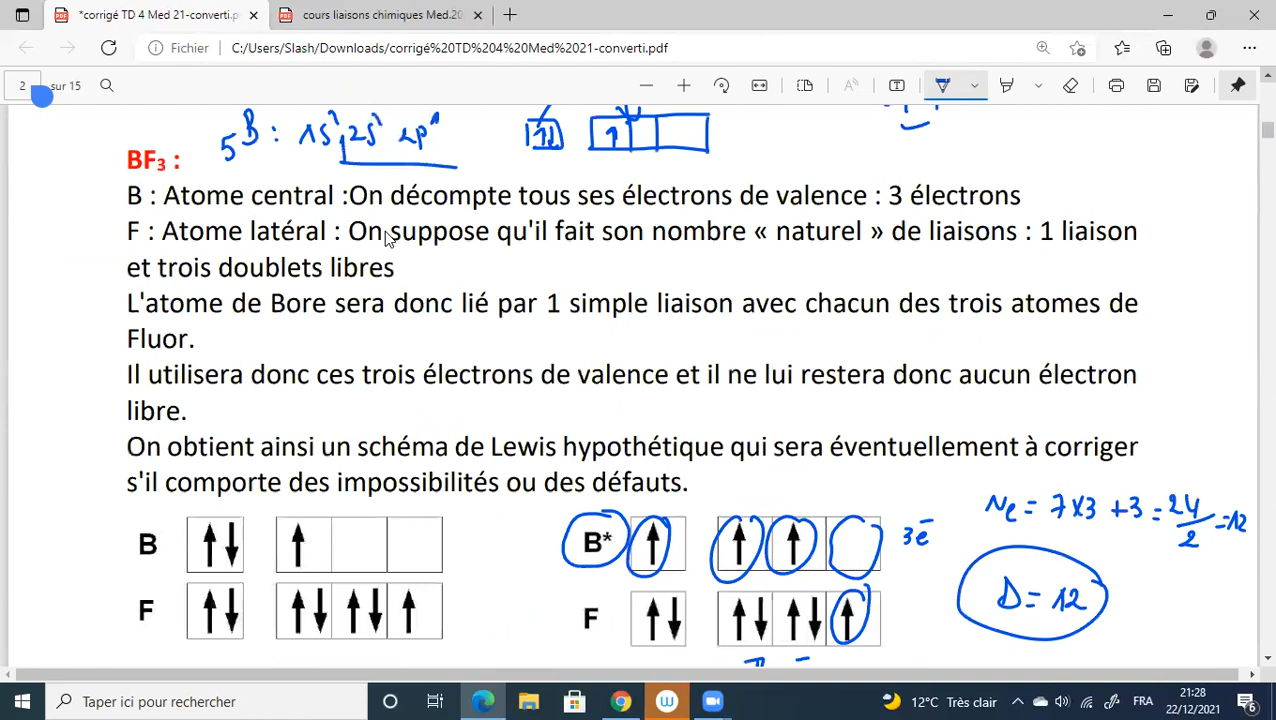 *corrigé TD 4 Med 21-converti.p
cours liaisons chimiques Med.20
Fichier
C:/Users/Slash/Downloads/corrigé%20TD%204%20Med%2021-converti.pdf
2 sur 15
5B : 1s² 2s² 2p¹
BF3 :
B : Atome central :On décompte tous ses électrons de valence : 3 électrons
F : Atome latéral : On suppose qu'il fait son nombre « naturel » de liaisons : 1 liaison
et trois doublets libres
L'atome de Bore sera donc lié par 1 simple liaison avec chacun des trois atomes de
Fluor.
Il utilisera donc ces trois électrons de valence et il ne lui restera donc aucun électron
libre.
On obtient ainsi un schéma de Lewis hypothétique qui sera éventuellement à corriger
s'il comporte des impossibilités ou des défauts.
Ne = 7x3 +3 = 24/2 = 12
B
B*
3e-
F
F
D = 12
Taper ici pour rechercher
12°C Très clair
FRA
21:28
22/12/2021
6